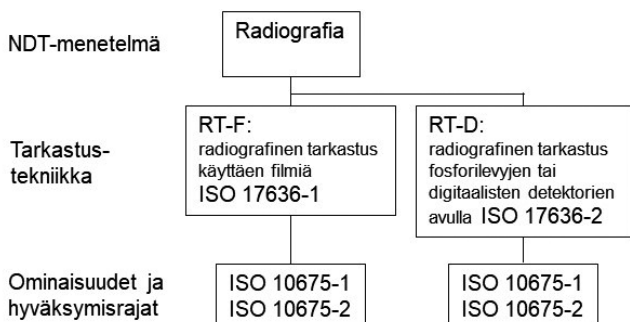 NDT-menetelmä
Radiografia
Tarkastus-
tekniikka
RT-F:
radiografinen tarkastus
käyttäen filmiä
ISO 17636-1
RT-D:
radiografinen tarkastus
fosforilevyjen tai
digitaalisten detektorien
avulla ISO 17636-2
Ominaisuudet ja
hyväksymisrajat
ISO 10675-1
ISO 10675-2
ISO 10675-1
ISO 10675-2